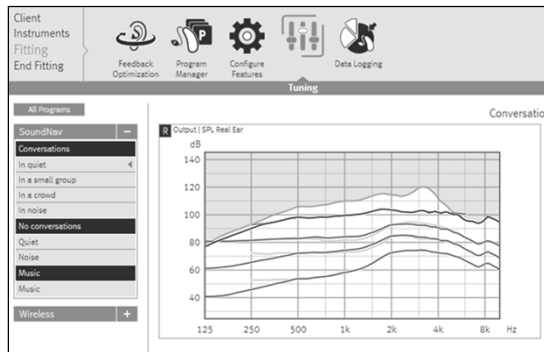 Client
Instruments
Fitting
End Fitting
Feedback
Optimization
Program
Manager
Configure
Features
Data Logging
Tuning
All Programs
SoundNav
Conversations
In quiet
In a small group
In a crowd
In noise
No conversations
Quiet
Noise
Music
Music
Wireless
Conversatio
R Output | SPL Real Ear
dB
140
120
100
80
60
40
125 250 500 1k 2k 4k 8k Hz